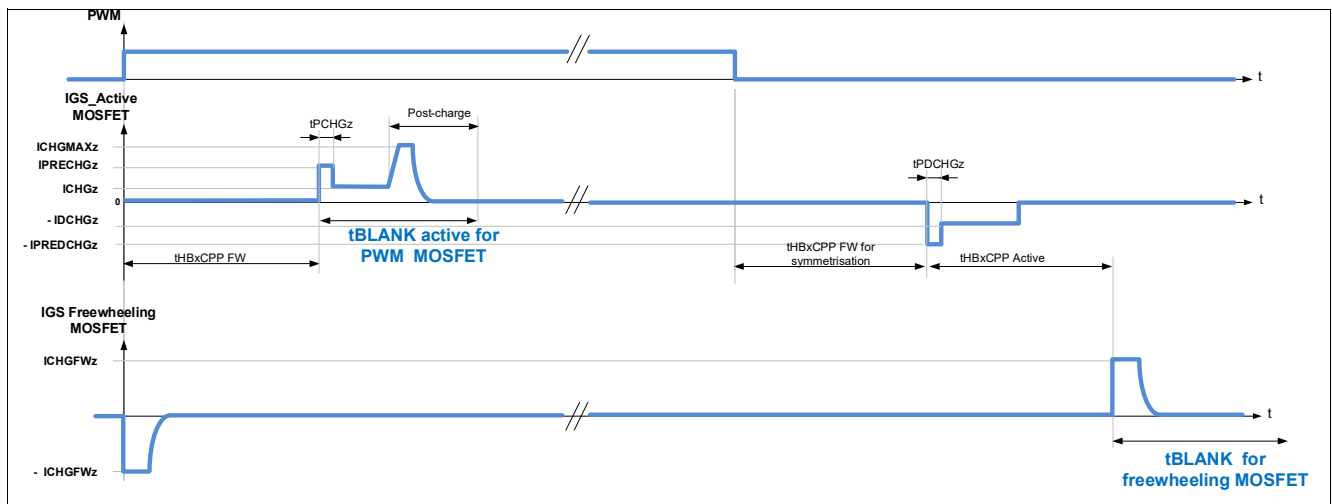 PWM
t
IGS_Active
MOSFET
tPCHGz
Post-charge
ICHGMAXz
IPRECHGz
ICHGz
0
- IDCHGz
- IPREDCHGz
tPDCHGz
t
tBLANK active for
PWM MOSFET
tHBxCPP FW
tHBxCPP FW for
symmetrisation
tHBxCPP Active
IGS Freewheeling
MOSFET
ICHGFWz
t
- ICHGFWz
tBLANK for
freewheeling MOSFET